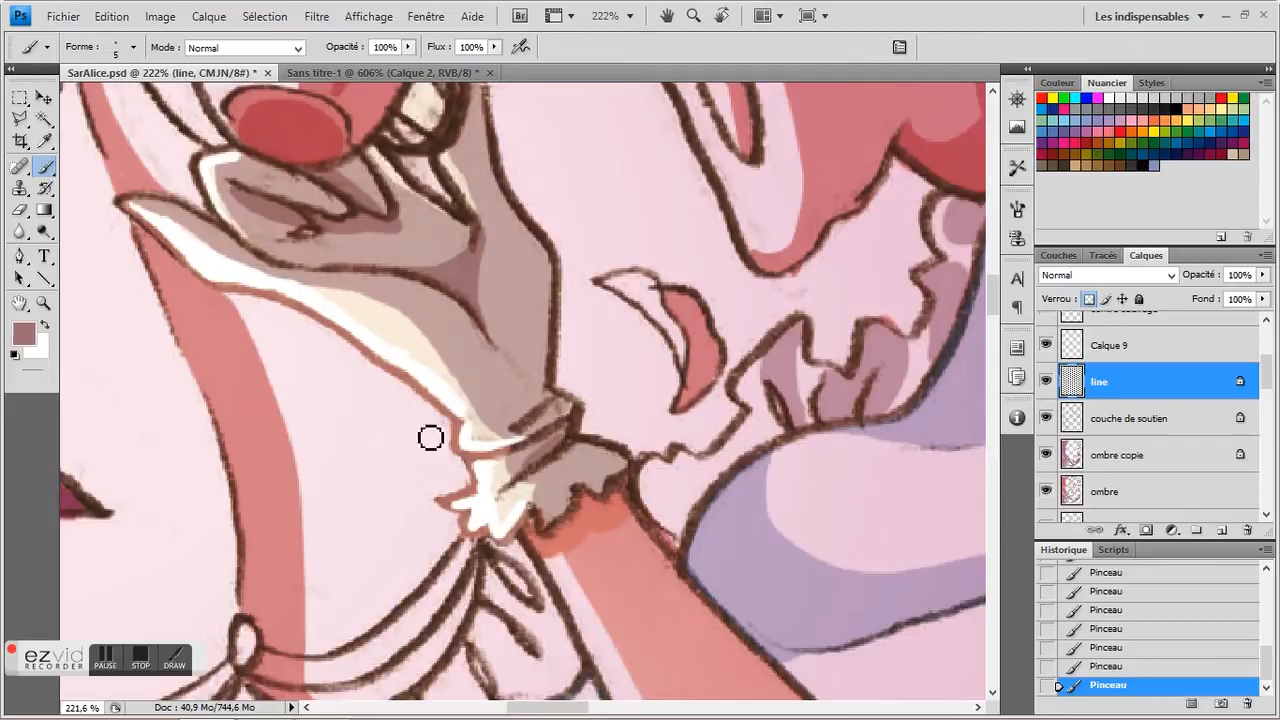 Ps Edition Image Calque Sélection Filtre Affichage Fenêtre Aide Br 222% Les indispensables
Forme : 5 Mode : Normal Opacité : 100% Flux : 100%
SarAlice.psd @ 222% (line, CMJN/8#) * Sans titre-1 @ 606% (Calque 2, RVB/8) *
Couleur Nuancier Styles
Couches Tracés Calques
Normal Opacité : 100%
Verrou : Fond : 100%
Calque 9
line
couche de soutien
ombre copie
ombre
Historique Scripts
Pinceau
Pinceau
Pinceau
Pinceau
Pinceau
Pinceau
Pinceau
ezvid
RECORDER
PAUSE STOP DRAW
221,6 % Doc : 40,9 Mo/744,6 Mo